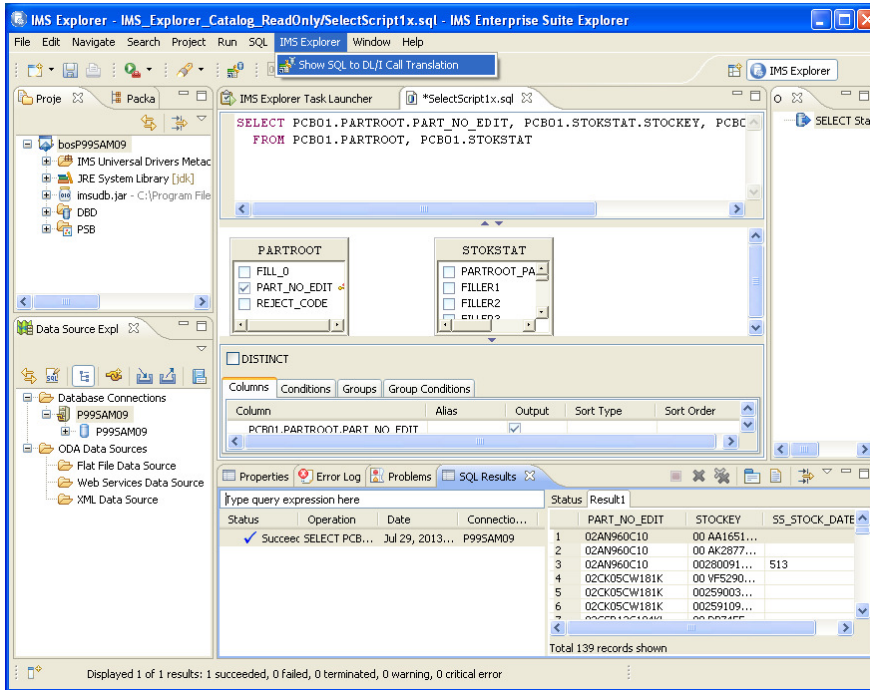 IMS Explorer - IMS_Explorer_Catalog_ReadOnly/SelectScript1x.sql - IMS Enterprise Suite Explorer
File Edit Navigate Search Project Run SQL IMS Explorer Window Help
Show SQL to DL/I Call Translation
IMS Explorer
Proje Packa
IMS Explorer Task Launcher *SelectScript1x.sql
SELECT PCB01.PARTROOT.PART_NO_EDIT, PCB01.STOKSTAT.STOCKEY, PCBC
FROM PCB01.PARTROOT, PCB01.STOKSTAT
SELECT Sta
bosP99SAM09
IMS Universal Drivers Metac
JRE System Library [jdk]
imsudb.jar - C:\Program File
DBD
PSB
PARTROOT
FILL_0
PART_NO_EDIT
REJECT_CODE
STOKSTAT
PARTROOT_PA
FILLER1
FILLER2
FILLER3
Data Source Expl
Database Connections
P99SAM09
P99SAM09
ODA Data Sources
Flat File Data Source
Web Services Data Source
XML Data Source
DISTINCT
Columns Conditions Groups Group Conditions
Column Alias Output Sort Type Sort Order
PCB01.PARTROOT.PART_NO_EDIT
Properties Error Log Problems SQL Results
Type query expression here
Status Operation Date Connectio...
Succeec SELECT PCB... Jul 29, 2013... P99SAM09
Status Result1
PART_NO_EDIT STOCKEY SS_STOCK_DATE
1 02AN960C10 00 AA1651...
2 02AN960C10 00 AK2877...
3 02AN960C10 00280091... 513
4 02CK05CW181K 00 VF5290...
5 02CK05CW181K 00259003...
6 02CK05CW181K 00259109...
Total 139 records shown
Displayed 1 of 1 results: 1 succeeded, 0 failed, 0 terminated, 0 warning, 0 critical error